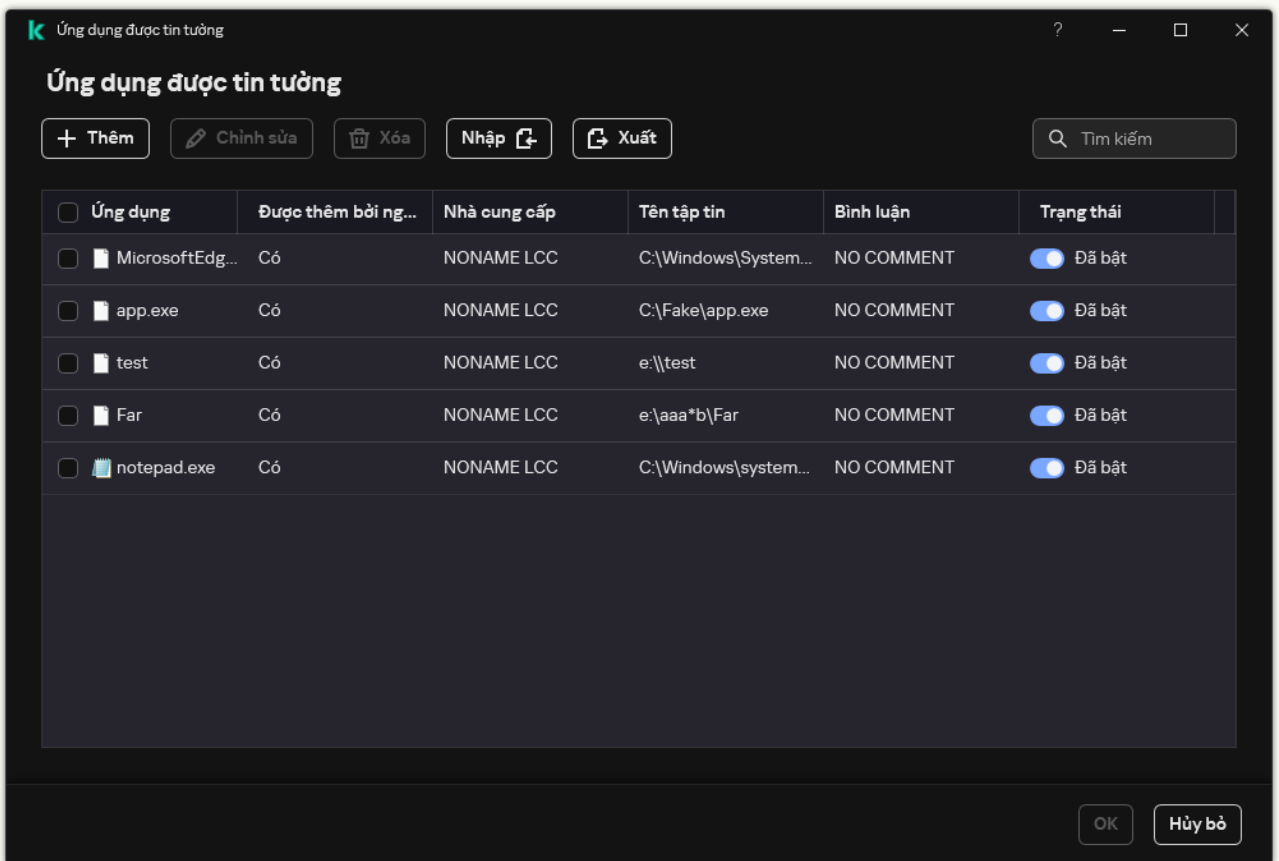 Ứng dụng được tin tưởng
Ứng dụng được tin tưởng
Thêm Chỉnh sửa Xóa Nhập Xuất Tìm kiếm
Ứng dụng Được thêm bởi ng... Nhà cung cấp Tên tập tin Bình luận Trạng thái
MicrosoftEdg... Có NONAME LCC C:\Windows\System... NO COMMENT Đã bật
app.exe Có NONAME LCC C:\Fake\app.exe NO COMMENT Đã bật
test Có NONAME LCC e:\\test NO COMMENT Đã bật
Far Có NONAME LCC e:\aaa*b\Far NO COMMENT Đã bật
notepad.exe Có NONAME LCC C:\Windows\system... NO COMMENT Đã bật
OK Hủy bỏ